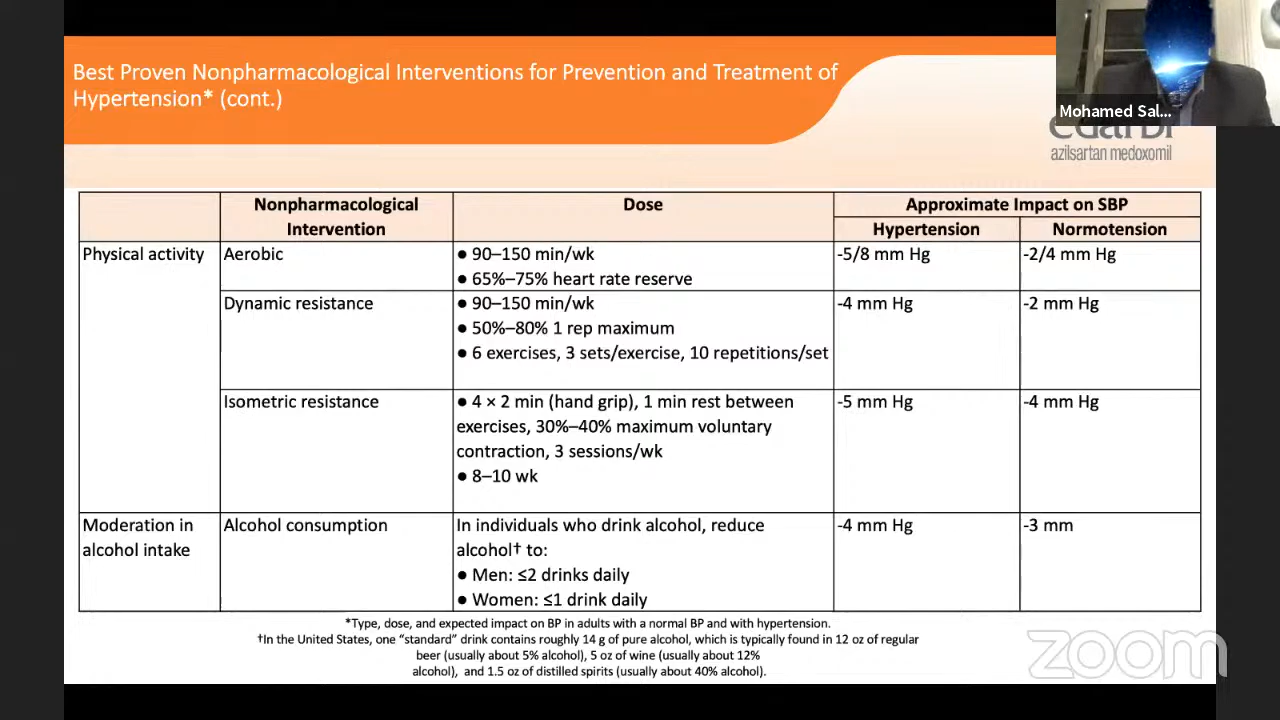 Best Proven Nonpharmacological Interventions for Prevention and Treatment of
Hypertension* (cont.)
Mohamed Sal...
azilsartan medoxomil
Nonpharmacological
Intervention
Dose
Approximate Impact on SBP
Hypertension
Normotension
Physical activity
Aerobic
● 90–150 min/wk
● 65%–75% heart rate reserve
-5/8 mm Hg
-2/4 mm Hg
Dynamic resistance
● 90–150 min/wk
● 50%–80% 1 rep maximum
● 6 exercises, 3 sets/exercise, 10 repetitions/set
-4 mm Hg
-2 mm Hg
Isometric resistance
● 4 × 2 min (hand grip), 1 min rest between
exercises, 30%–40% maximum voluntary
contraction, 3 sessions/wk
● 8–10 wk
-5 mm Hg
-4 mm Hg
Moderation in
alcohol intake
Alcohol consumption
In individuals who drink alcohol, reduce
alcohol† to:
● Men: ≤2 drinks daily
● Women: ≤1 drink daily
-4 mm Hg
-3 mm
*Type, dose, and expected impact on BP in adults with a normal BP and with hypertension.
†In the United States, one “standard” drink contains roughly 14 g of pure alcohol, which is typically found in 12 oz of regular
beer (usually about 5% alcohol), 5 oz of wine (usually about 12%
alcohol), and 1.5 oz of distilled spirits (usually about 40% alcohol).
zoom